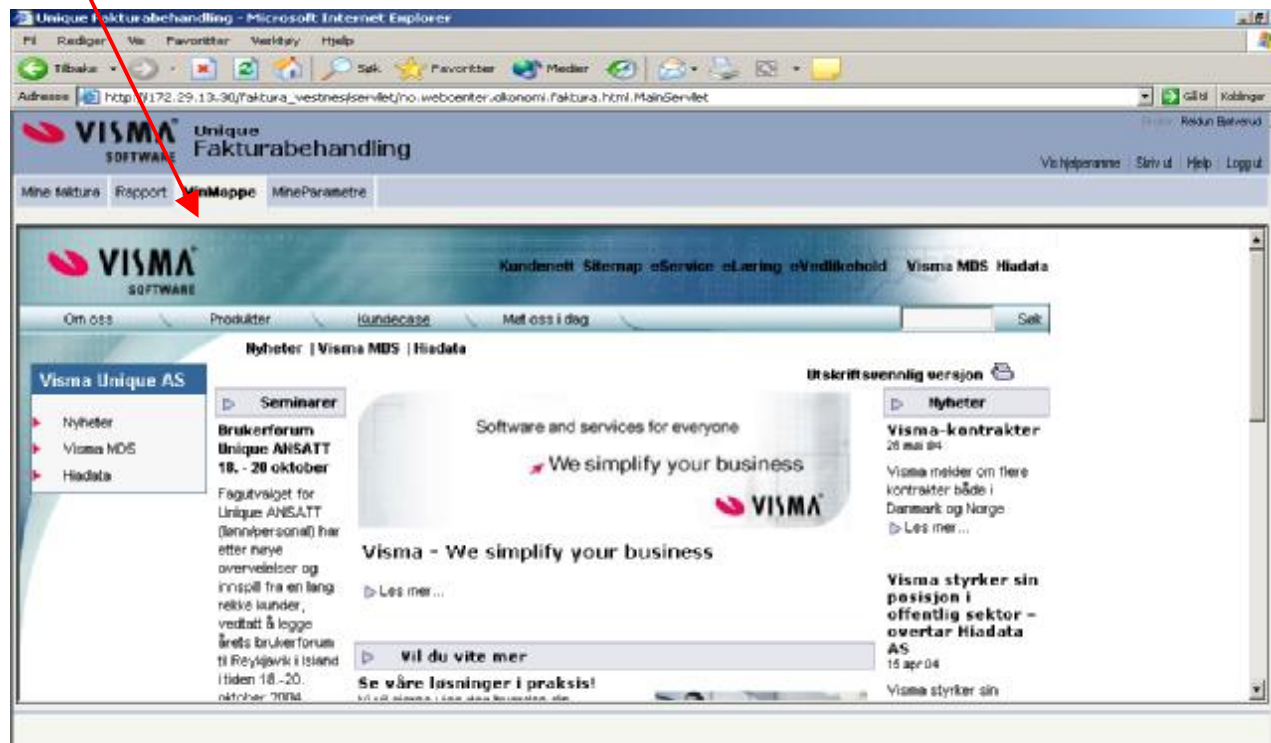 Unique Fakturabehandling - Microsoft Internet Explorer
Fil Rediger Vis Favoritter Verktøy Hjelp
Tilbake Søk Favoritter Medier
Adresse http://172.29.13.30/faktura_vestnes/servlet/no.webcenter.okonomi.faktura.html.MainServlet Gå til Koblinger
VISMA SOFTWARE
Unique
Fakturabehandling
Reidun
Vis hjelperamme Skriv ut Hjelp Logg ut
Mine faktura Rapport MinMappe MineParametre
VISMA
SOFTWARE
Kundenett Sitemap eService eLæring eVedlikehold Visma MDS Hiadata
Om oss Produkter Kundecase Møt oss i dag Søk
Nyheter | Visma MDS | Hiadata
Utskriftsvennlig versjon
Visma Unique AS
Nyheter
Visma MDS
Hiadata
Seminarer
Brukerforum
Unique ANSATT
18. - 20 oktober
Fagutvalget for
Unique ANSATT
(lønn/personal) har
etter nøye
overveielser og
innspill fra en lang
rekke kunder,
vedtatt å legge
årets brukerforum
til Reykjavik i Island
i tiden 18.-20.
oktober 2004.
Software and services for everyone
We simplify your business
VISMA
Visma - We simplify your business
Les mer...
Vil du vite mer
Se våre løsninger i praksis!
Nyheter
Visma-kontrakter
26 mai 04
Visma melder om flere
kontrakter både i
Danmark og Norge
Les mer...
Visma styrker sin
posisjon i
offentlig sektor -
overtar Hiadata
AS
15 apr 04
Visma styrker sin